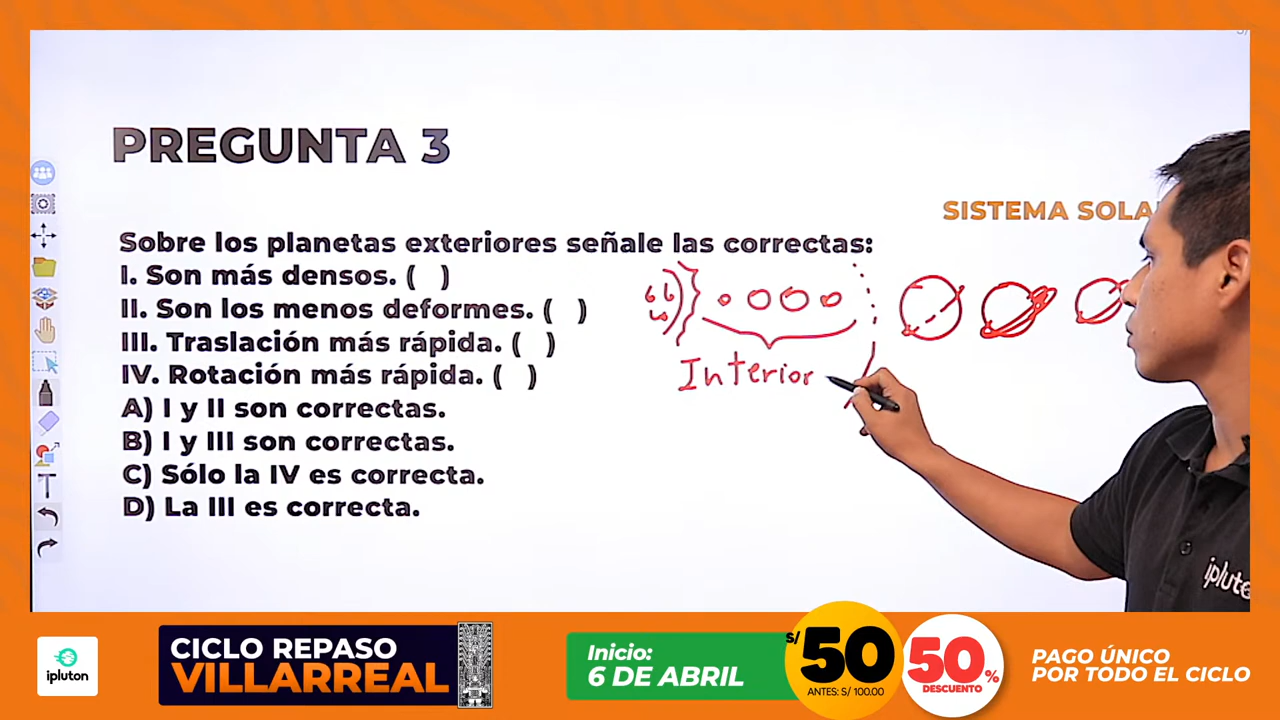 PREGUNTA 3
SISTEMA SOLA
Sobre los planetas exteriores señale las correctas:
I. Son más densos. (   )
II. Son los menos deformes. (   )
III. Traslación más rápida. (   )
IV. Rotación más rápida. (   )
A) I y II son correctas.
B) I y III son correctas.
C) Sólo la IV es correcta.
D) La III es correcta.
Interior
iplut
ipluton
CICLO REPASO
VILLARREAL
Inicio:
6 DE ABRIL
S/ 50
ANTES: S/ 100.00
50%
DESCUENTO
PAGO ÚNICO
POR TODO EL CICLO